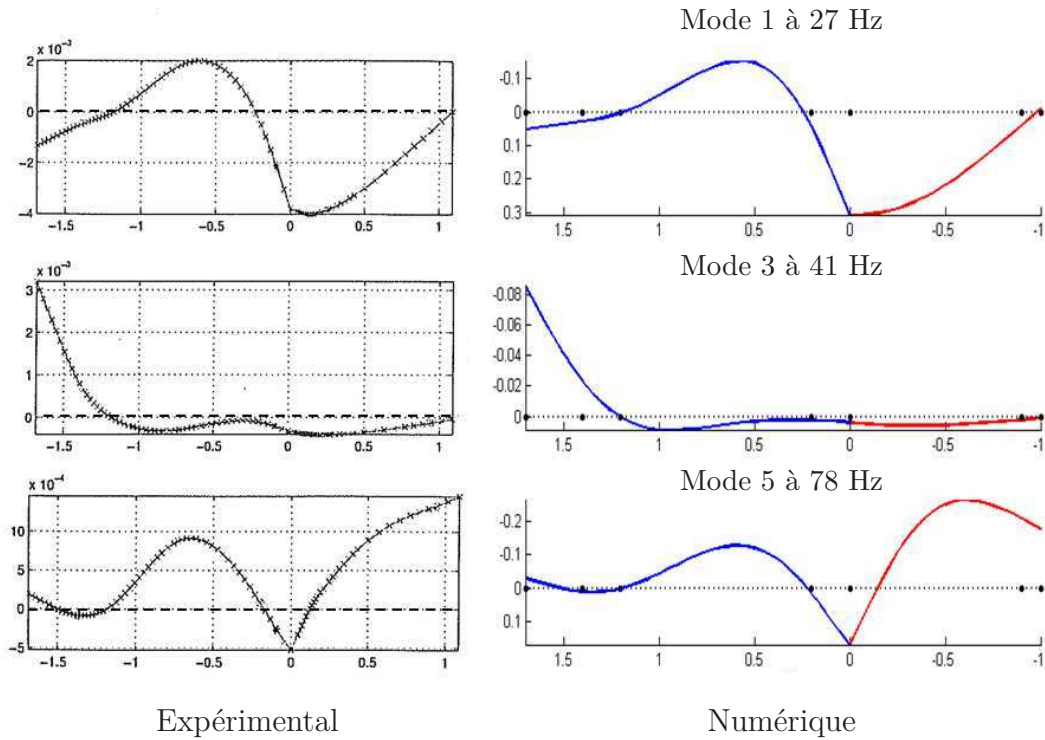 Mode 1 à 27 Hz
x 10⁻³
2
0
−2
−4
−1.5 −1 −0.5 0 0.5 1
-0.1
0
0.1
0.2
0.3
1.5 1 0.5 0 -0.5 -1
Mode 3 à 41 Hz
x 10⁻³
3
2
1
0
−1.5 −1 −0.5 0 0.5 1
-0.08
-0.06
-0.04
-0.02
0
1.5 1 0.5 0 -0.5 -1
Mode 5 à 78 Hz
x 10⁻⁴
10
5
0
−5
−1.5 −1 −0.5 0 0.5 1
-0.2
-0.1
0
0.1
1.5 1 0.5 0 -0.5 -1
Expérimental
Numérique